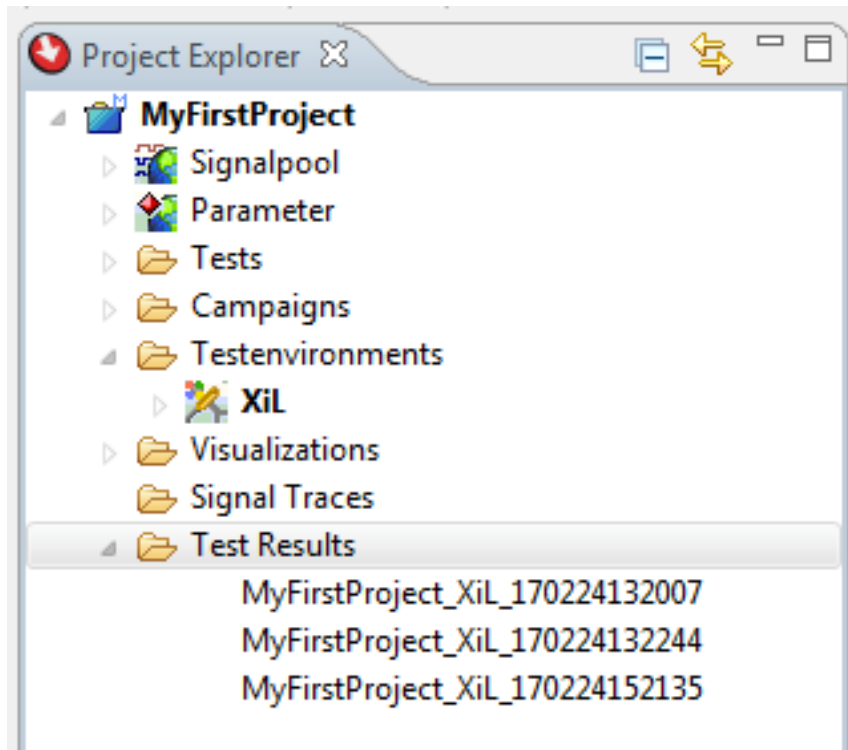 Project Explorer
MyFirstProject
Signalpool
Parameter
Tests
Campaigns
Testenvironments
XiL
Visualizations
Signal Traces
Test Results
MyFirstProject_XiL_170224132007
MyFirstProject_XiL_170224132244
MyFirstProject_XiL_170224152135